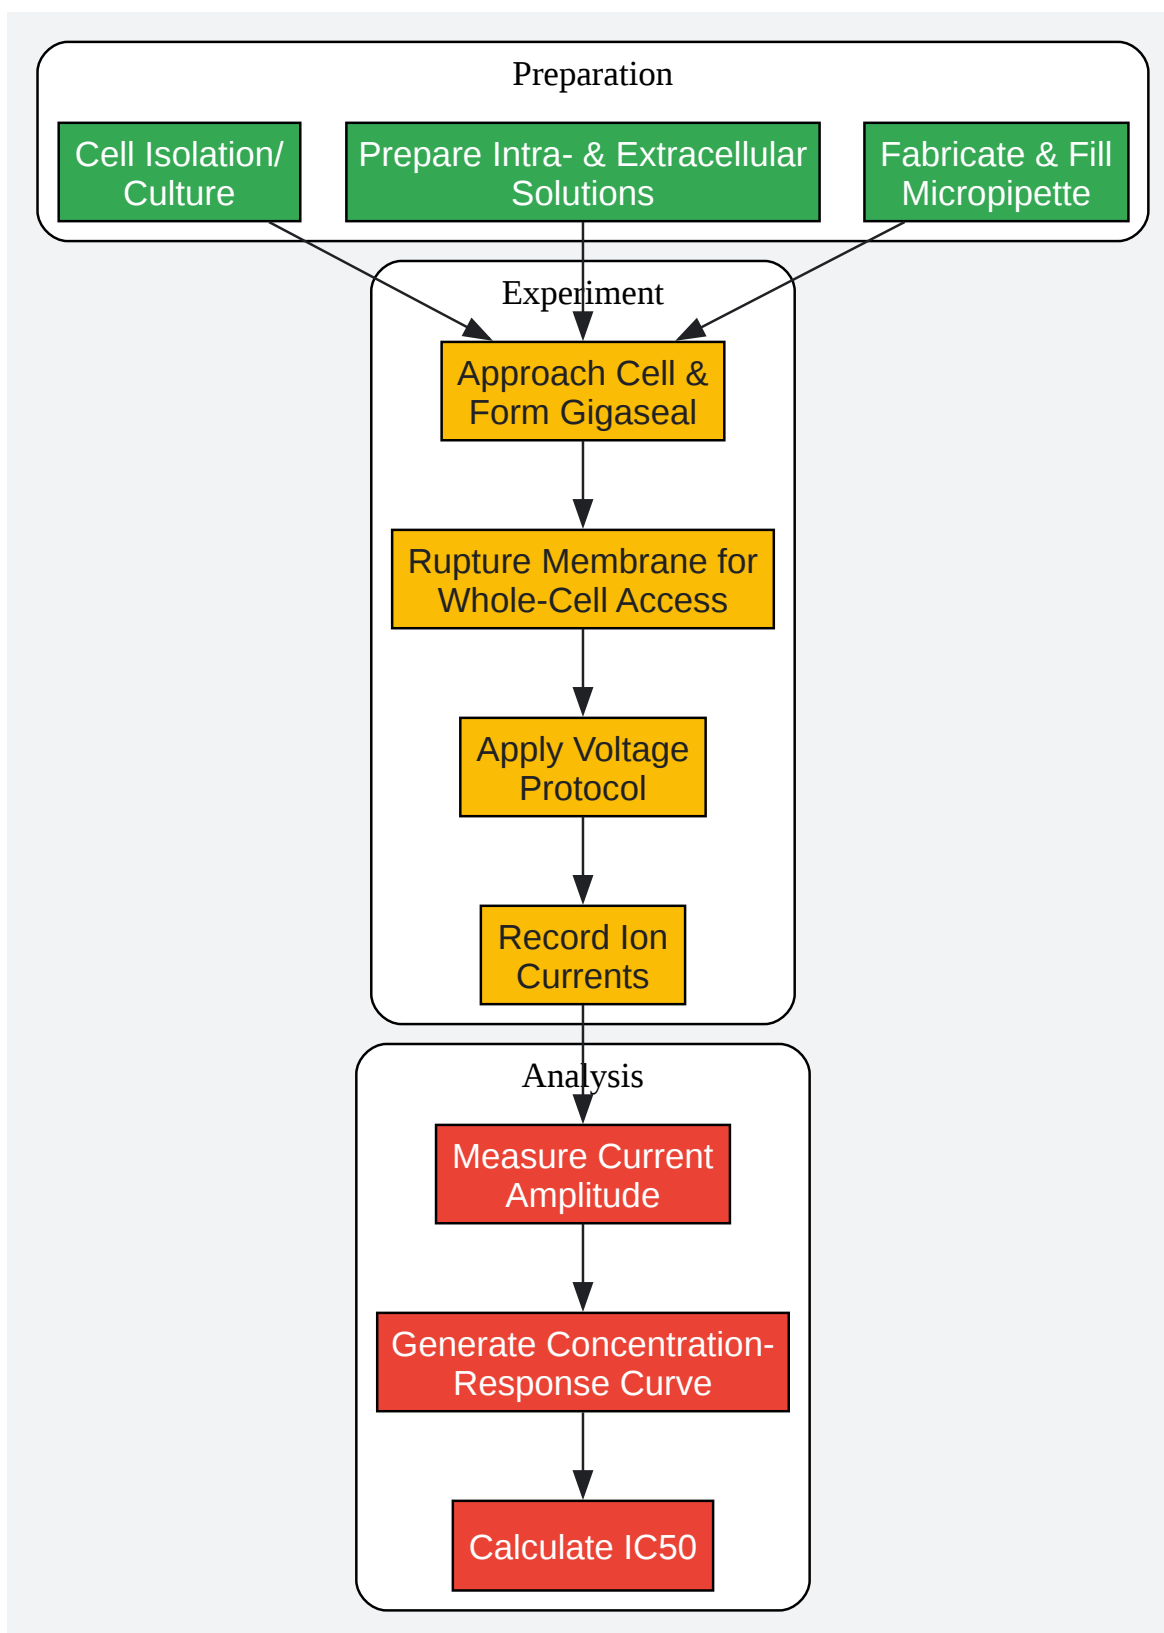 Preparation
Cell Isolation/
Culture
Prepare Intra- & Extracellular
Solutions
Fabricate & Fill
Micropipette
Experiment
Approach Cell &
Form Gigaseal
Rupture Membrane for
Whole-Cell Access
Apply Voltage
Protocol
Record Ion
Currents
Analysis
Measure Current
Amplitude
Generate Concentration-
Response Curve
Calculate IC50